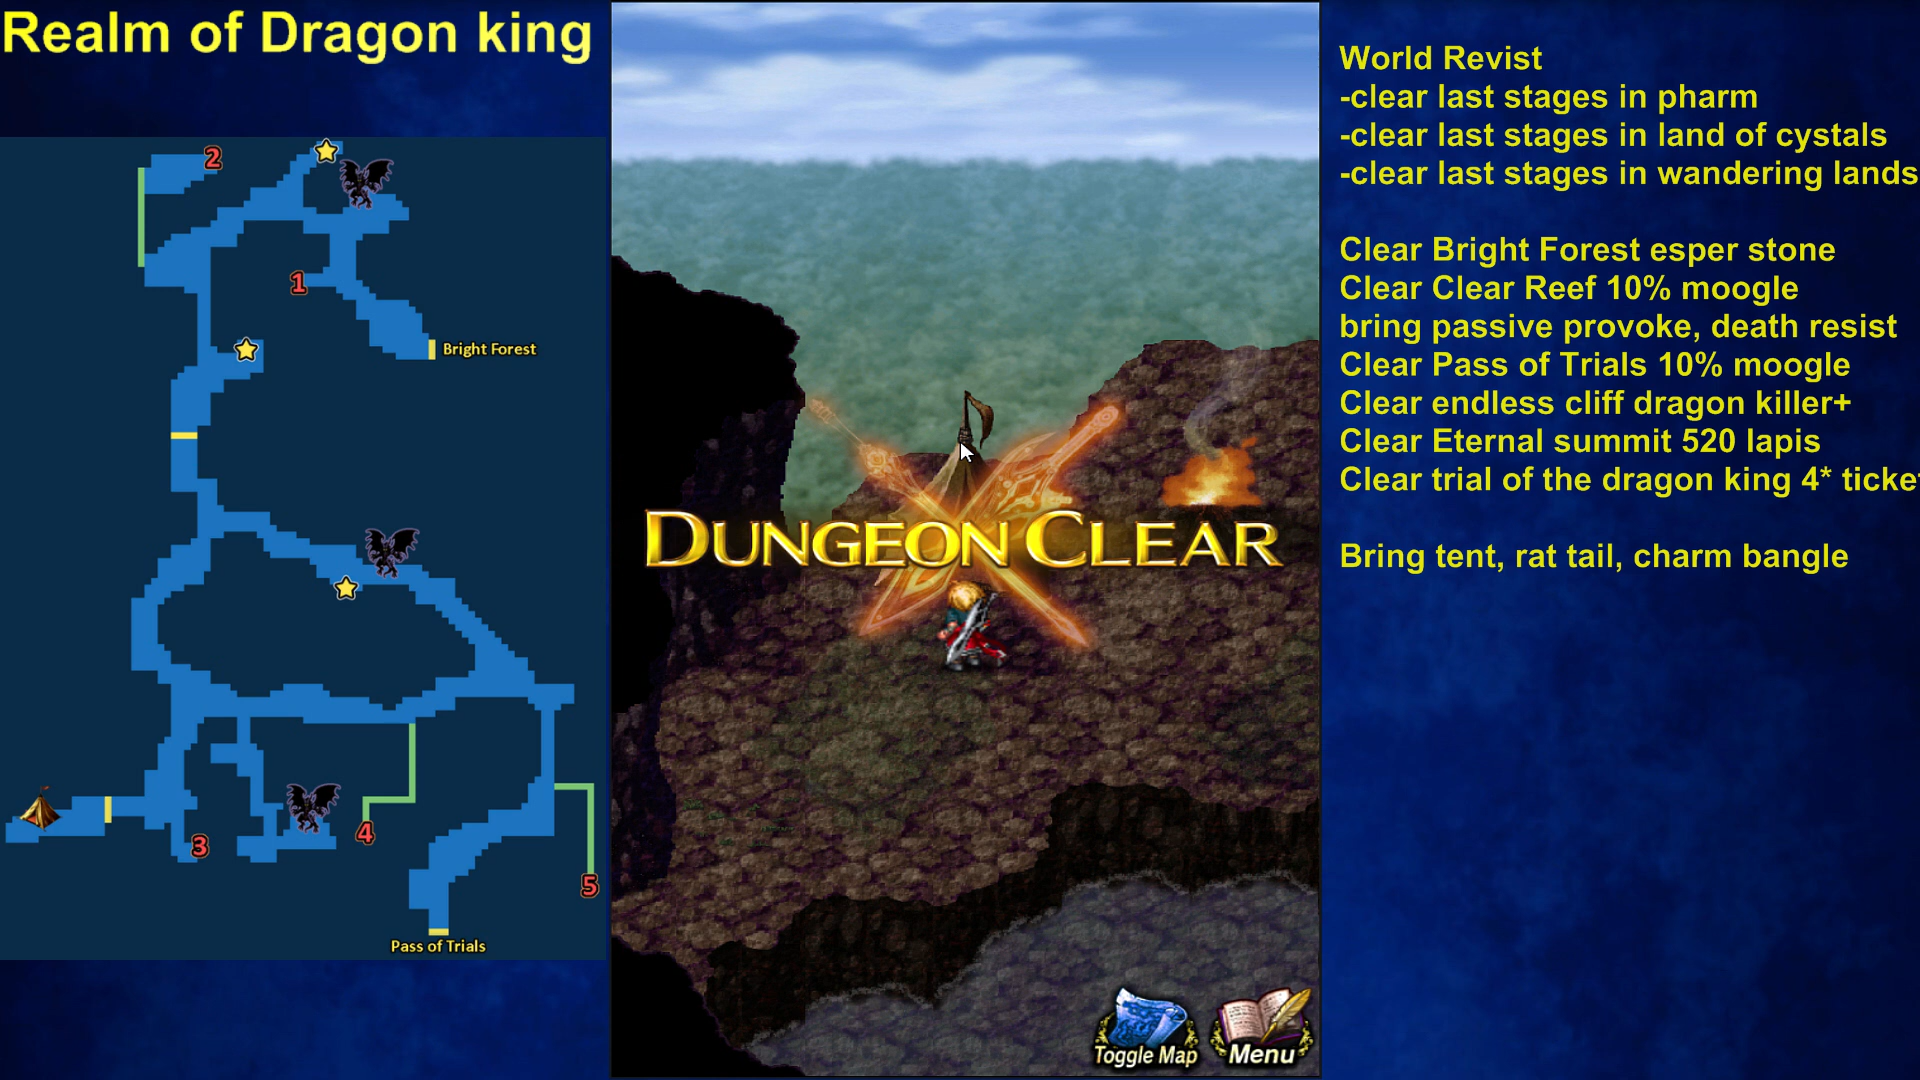 Realm of Dragon king
2
1
Bright Forest
3
4
5
Pass of Trials
DUNGEON CLEAR
Toggle Map
Menu
World Revist
-clear last stages in pharm
-clear last stages in land of cystals
-clear last stages in wandering lands
Clear Bright Forest esper stone
Clear Clear Reef 10% moogle
bring passive provoke, death resist
Clear Pass of Trials 10% moogle
Clear endless cliff dragon killer+
Clear Eternal summit 520 lapis
Clear trial of the dragon king 4* ticke
Bring tent, rat tail, charm bangle